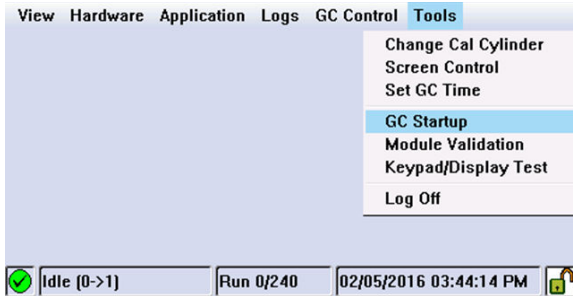 View Hardware Application Logs GC Control Tools
Change Cal Cylinder
Screen Control
Set GC Time
GC Startup
Module Validation
Keypad/Display Test
Log Off
Idle (0->1) Run 0/240 02/05/2016 03:44:14 PM